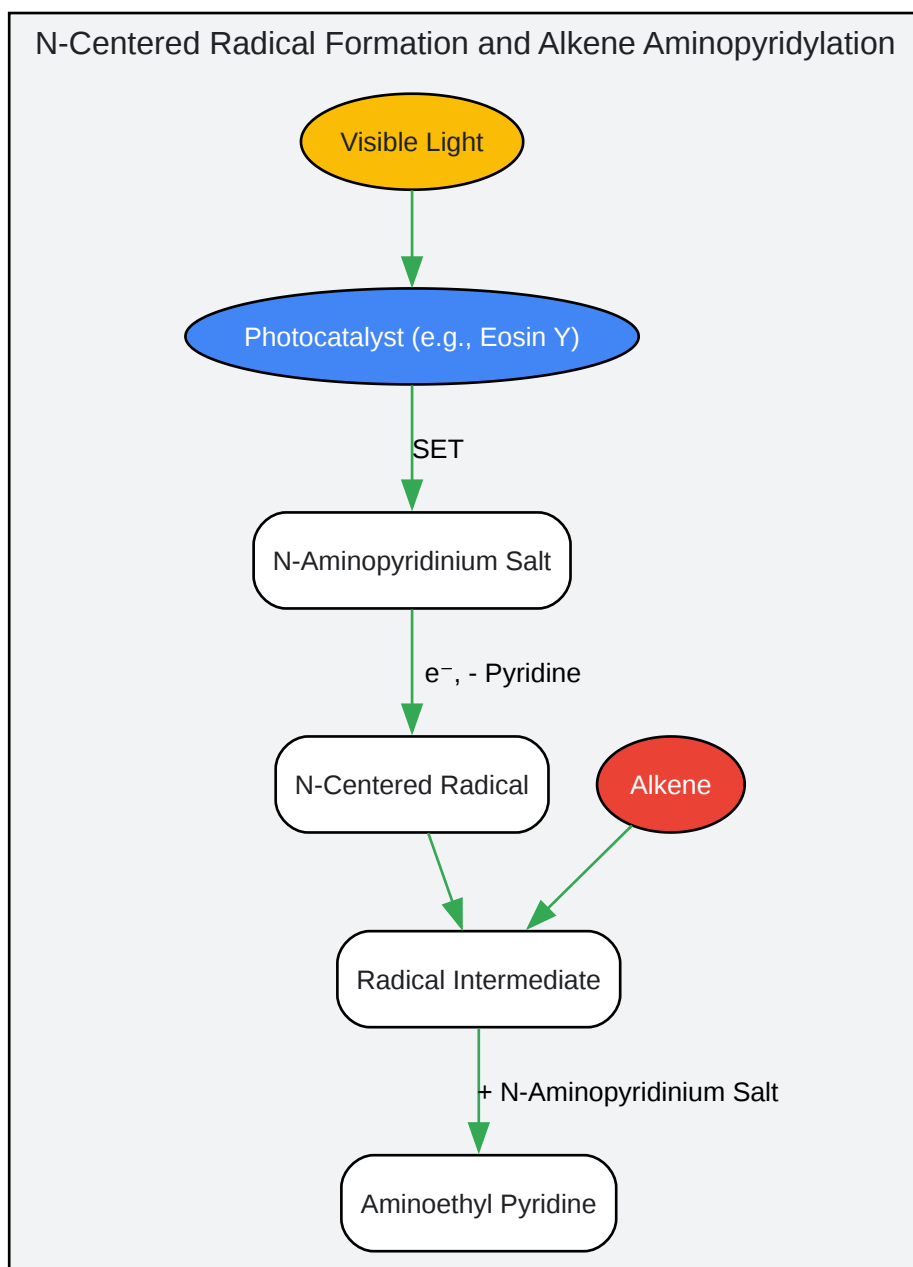 N-Centered Radical Formation and Alkene Aminopyridylation
Visible Light
Photocatalyst (e.g., Eosin Y)
SET
N-Aminopyridinium Salt
e⁻, - Pyridine
N-Centered Radical
Alkene
Radical Intermediate
+ N-Aminopyridinium Salt
Aminoethyl Pyridine